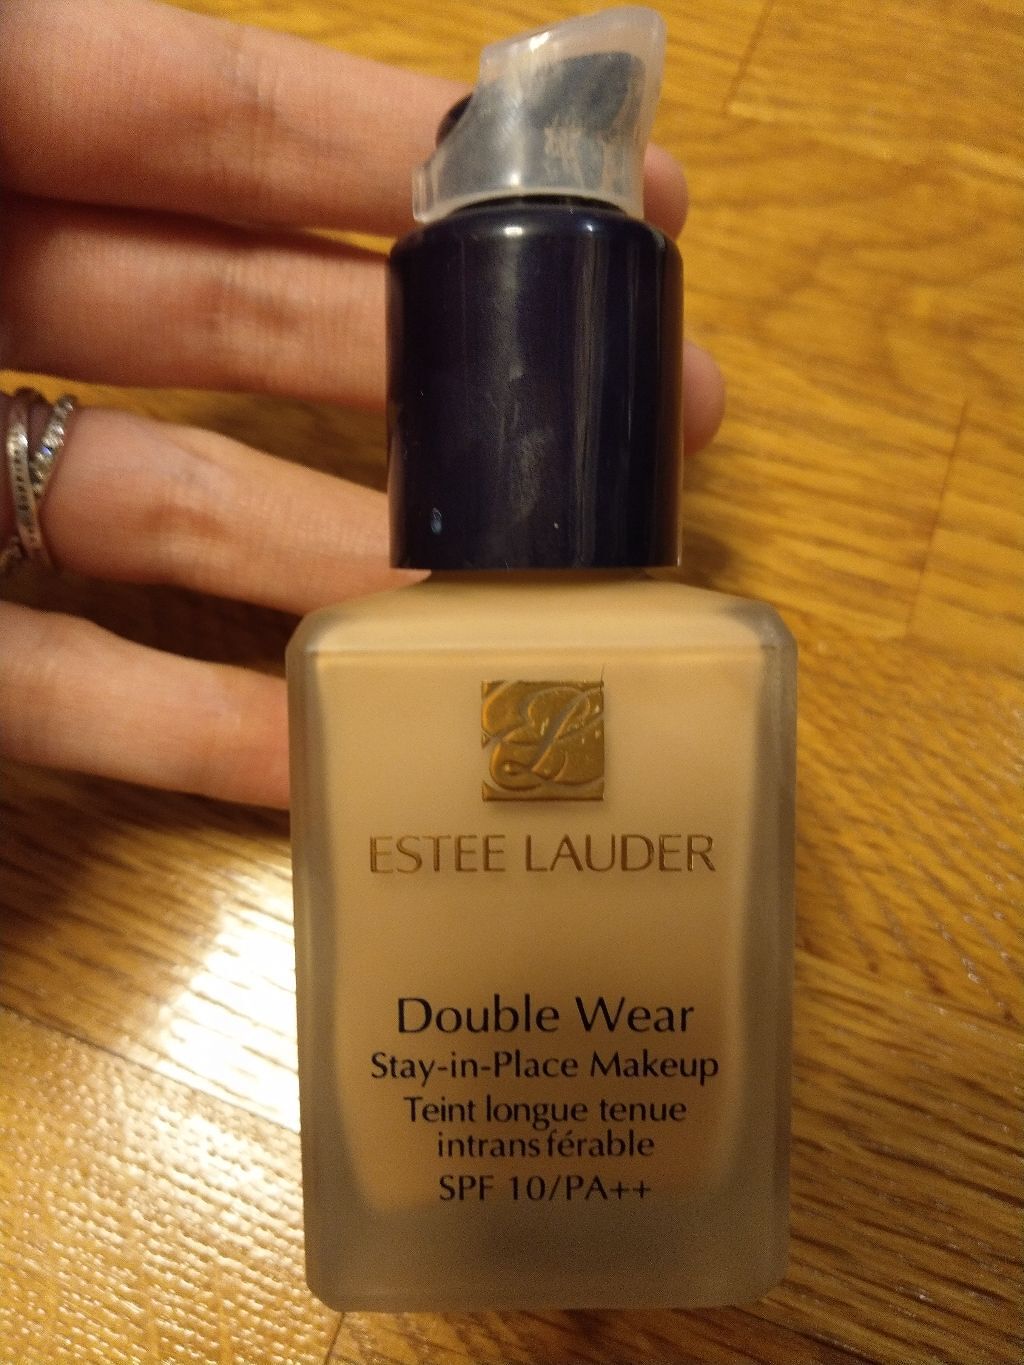 ESTEE LAUDER
Double Wear
Stay-in-Place Makeup
Teint longue tenue
intransférable
SPF 10/PA++